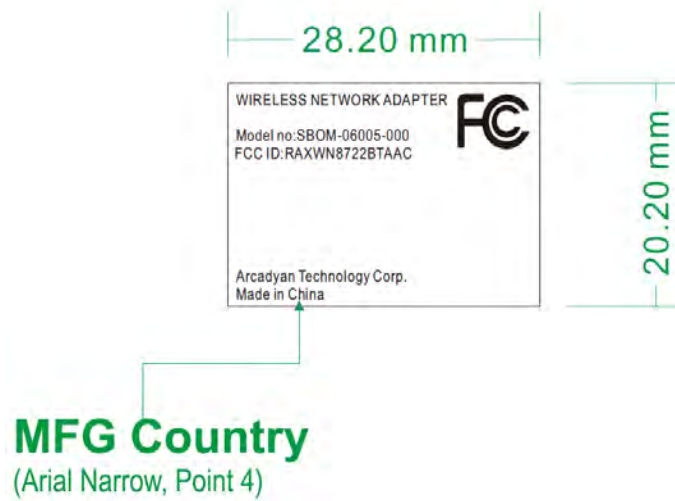 28.20 mm
WIRELESS NETWORK ADAPTER
FCC
Model no:SBOM-06005-000
FCC ID:RAXWN8722BTAAC
20.20 mm
Arcadyan Technology Corp.
Made in China
MFG Country
(Arial Narrow, Point 4)